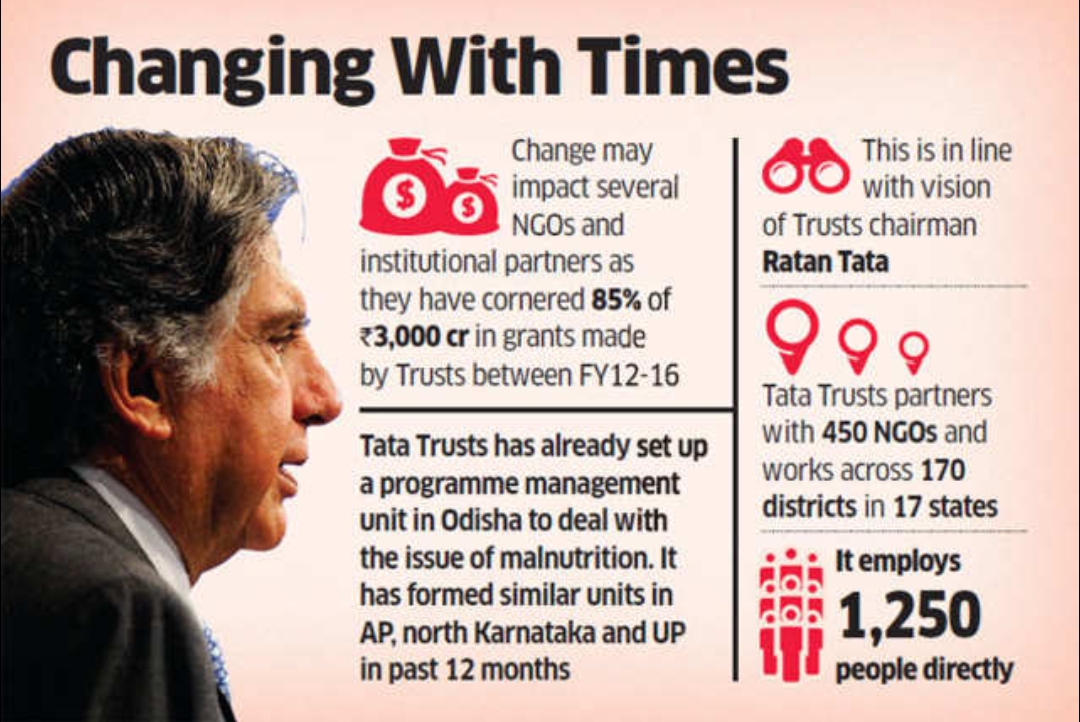 Changing With Times
Change may
impact several
NGOs and
institutional partners as
they have cornered 85% of
₹3,000 cr in grants made
by Trusts between FY12-16
Tata Trusts has already set up
a programme management
unit in Odisha to deal with
the issue of malnutrition. It
has formed similar units in
AP, north Karnataka and UP
in past 12 months
This is in line
with vision
of Trusts chairman
Ratan Tata
Tata Trusts partners
with 450 NGOs and
works across 170
districts in 17 states
It employs
1,250
people directly
$
$